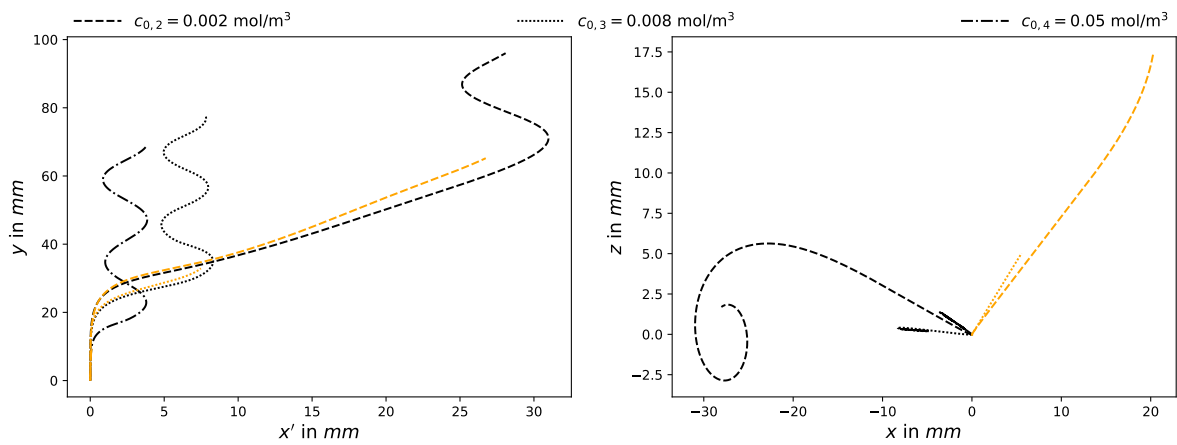 c₀,₂ = 0.002 mol/m³ c₀,₃ = 0.008 mol/m³ c₀,₄ = 0.05 mol/m³
100
80
60
40
20
0
y in mm
0 5 10 15 20 25 30
x′ in mm
17.5
15.0
12.5
10.0
7.5
5.0
2.5
0.0
−2.5
z in mm
−30 −20 −10 0 10 20
x in mm